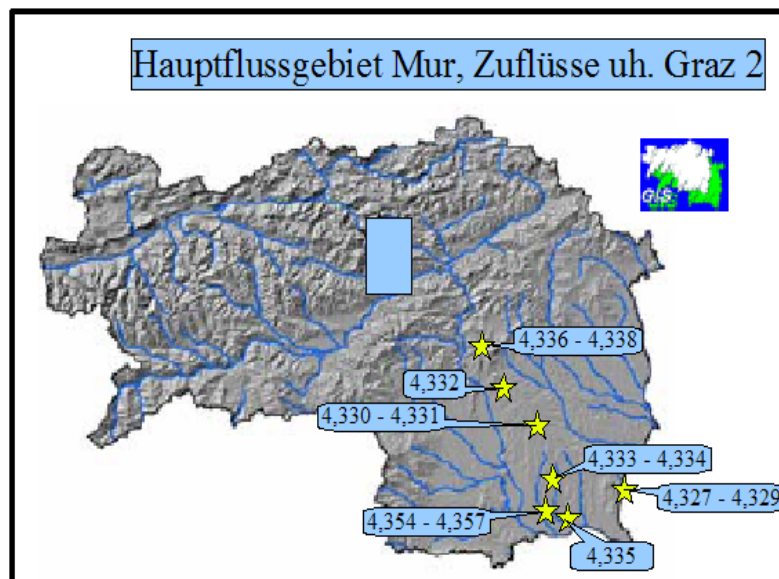 Hauptflussgebiet Mur, Zuflüsse uh. Graz 2
GIS
4,336 - 4,338
4,332
4,330 - 4,331
4,333 - 4,334
4,327 - 4,329
4,354 - 4,357
4,335